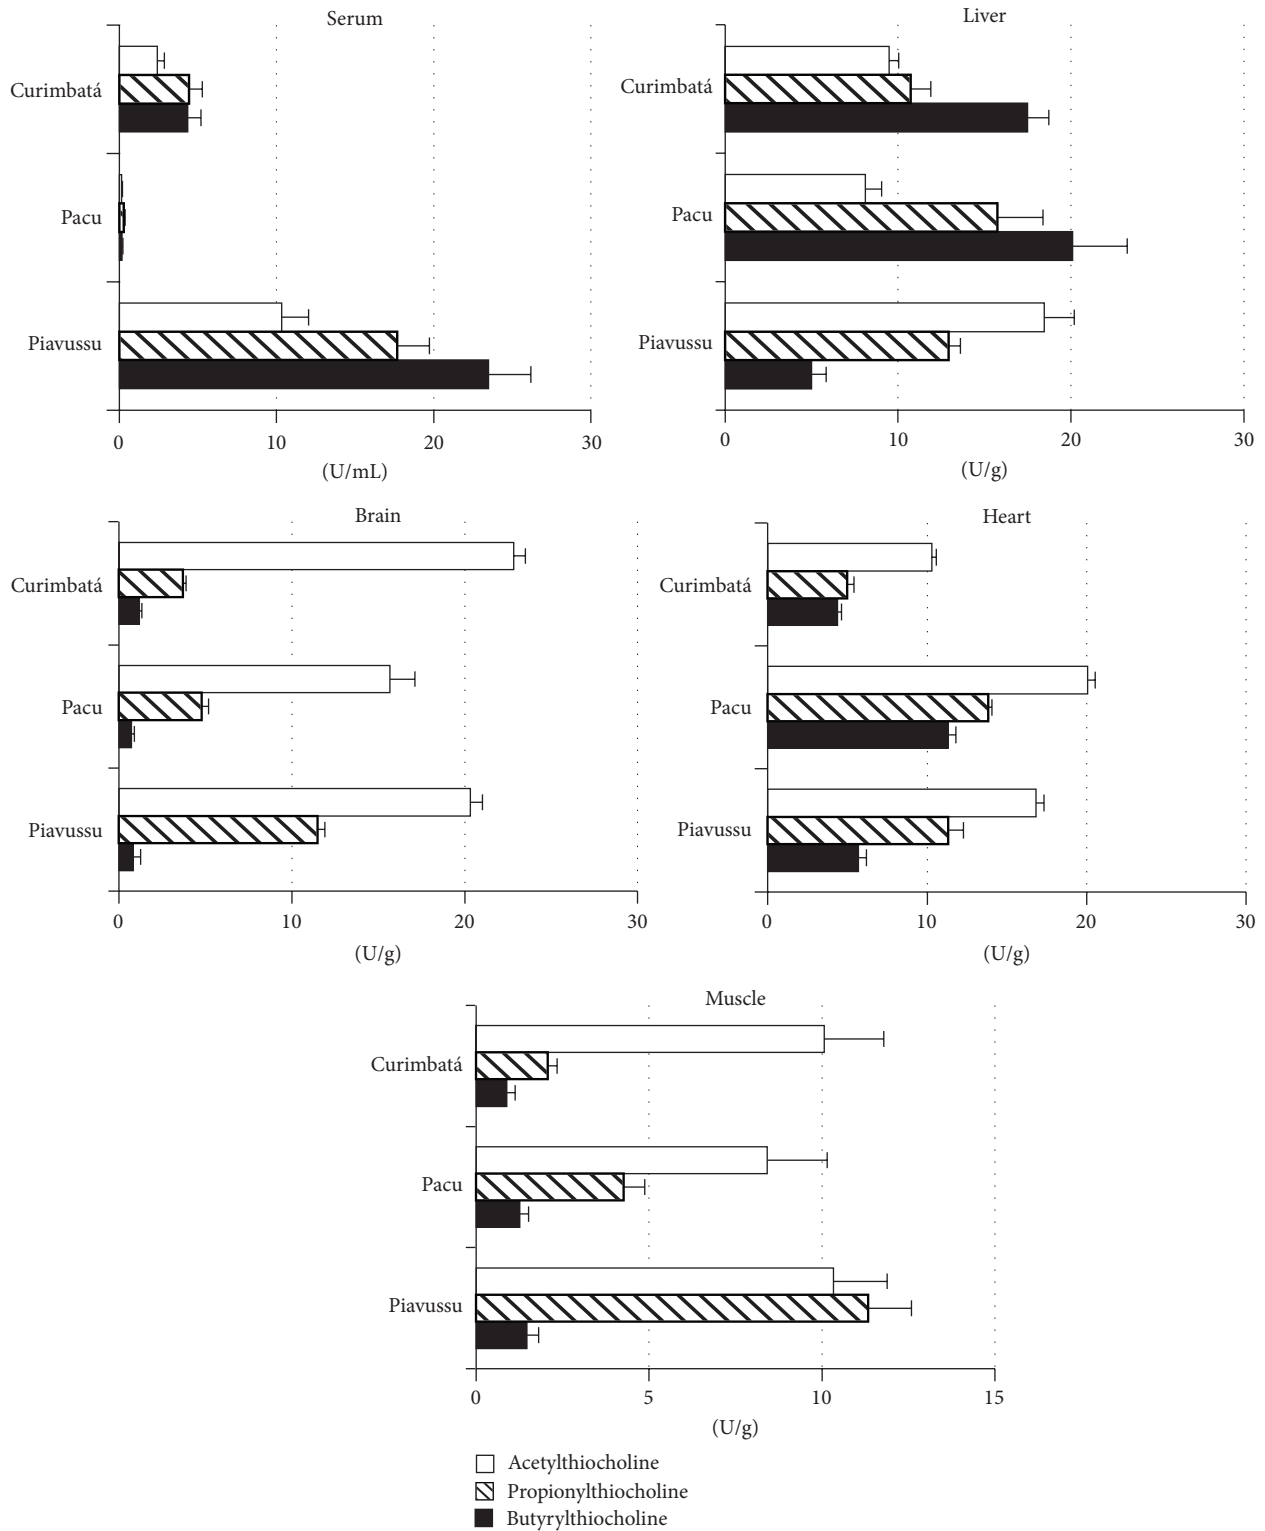 Serum
Curimbatá
Pacu
Piavussu
0 10 20 30
(U/mL)
Liver
Curimbatá
Pacu
Piavussu
0 10 20 30
(U/g)
Brain
Curimbatá
Pacu
Piavussu
0 10 20 30
(U/g)
Heart
Curimbatá
Pacu
Piavussu
0 10 20 30
(U/g)
Muscle
Curimbatá
Pacu
Piavussu
0 5 10 15
(U/g)
Acetylthiocholine
Propionylthiocholine
Butyrylthiocholine